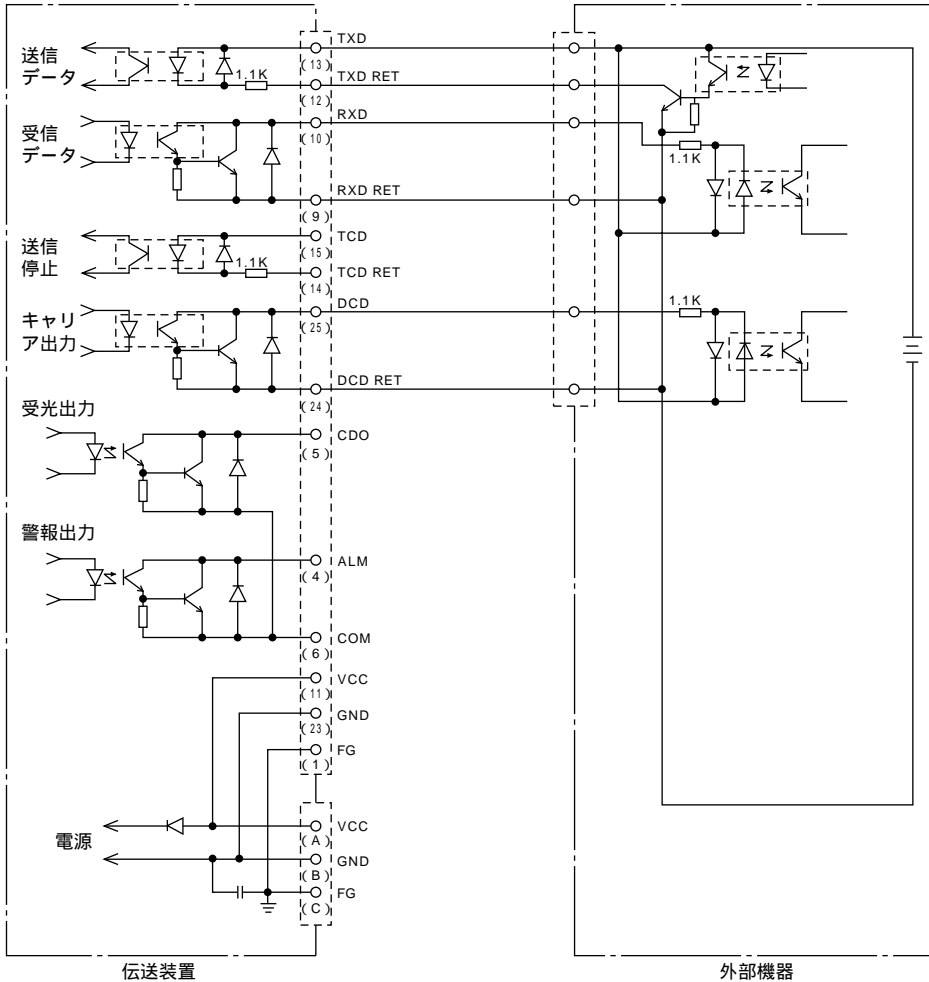 TXD
送信
データ
1.1K
(13)
TXD RET
(12)
受信
データ
RXD
(10)
1.1K
RXD RET
(9)
送信
停止
TCD
(15)
1.1K
TCD RET
(14)
キャリ
ア出力
DCD
(25)
1.1K
DCD RET
(24)
受光出力
CDO
(5)
警報出力
ALM
(4)
COM
(6)
VCC
(11)
GND
(23)
FG
(1)
電源
VCC
(A)
GND
(B)
FG
(C)
伝送装置
外部機器